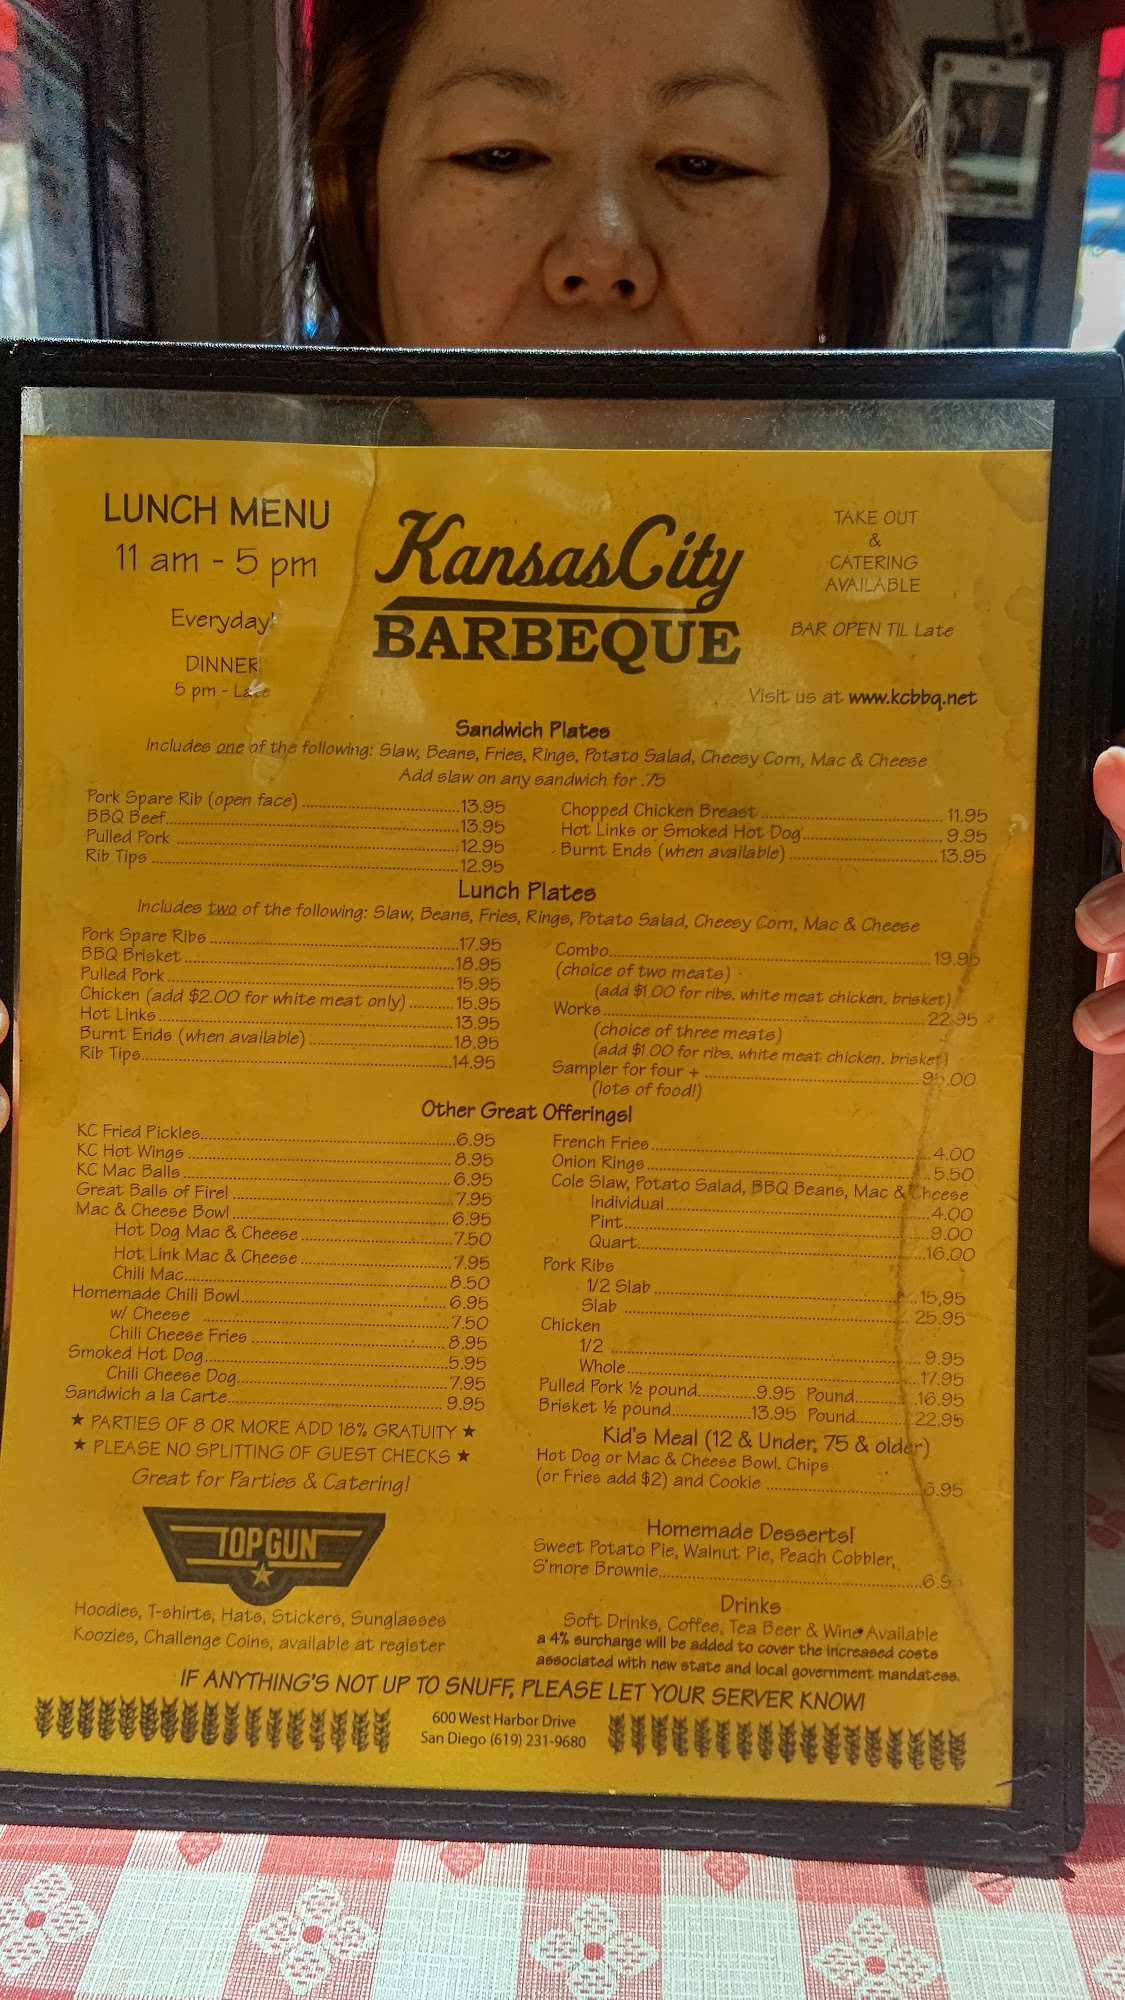 LUNCH MENU
11 am - 5 pm
Everyday!
DINNER
5 pm - Late
Kansas City
BARBEQUE
TAKE OUT
&
CATERING
AVAILABLE
BAR OPEN TIL Late
Visit us at www.kcbbq.net
Sandwich Plates
Includes one of the following: Slaw, Beans, Fries, Rings, Potato Salad, Cheesy Corn, Mac & Cheese
Add slaw on any sandwich for .75
Pork Spare Rib (open face) 13.95
BBQ Beef 13.95
Pulled Pork 12.95
Rib Tips 12.95
Chopped Chicken Breast 11.95
Hot Links or Smoked Hot Dog 9.95
Burnt Ends (when available) 13.95
Lunch Plates
Includes two of the following: Slaw, Beans, Fries, Rings, Potato Salad, Cheesy Corn, Mac & Cheese
Pork Spare Ribs 17.95
BBQ Brisket 18.95
Pulled Pork 15.95
Chicken (add $2.00 for white meat only) 15.95
Hot Links 13.95
Burnt Ends (when available) 18.95
Rib Tips 14.95
Combo 19.95
(choice of two meats)
(add $1.00 for ribs. white meat chicken. brisket)
Works 22.95
(choice of three meats)
(add $1.00 for ribs. white meat chicken. brisket)
Sampler for four + 95.00
(lots of food!)
Other Great Offerings!
KC Fried Pickles 6.95
KC Hot Wings 8.95
KC Mac Balls 6.95
Great Balls of Fire! 7.95
Mac & Cheese Bowl 6.95
Hot Dog Mac & Cheese 7.50
Hot Link Mac & Cheese 7.95
Chili Mac 8.50
Homemade Chili Bowl 6.95
w/ Cheese 7.50
Chili Cheese Fries 8.95
Smoked Hot Dog 5.95
Chili Cheese Dog 7.95
Sandwich a la Carte 9.95
★ PARTIES OF 8 OR MORE ADD 18% GRATUITY ★
★ PLEASE NO SPLITTING OF GUEST CHECKS ★
Great for Parties & Catering!
French Fries 4.00
Onion Rings 5.50
Cole Slaw, Potato Salad, BBQ Beans, Mac & Cheese
Individual 4.00
Pint 9.00
Quart 16.00
Pork Ribs
1/2 Slab 15,95
Slab 25.95
Chicken
1/2 9.95
Whole 17.95
Pulled Pork ½ pound 9.95 Pound 16.95
Brisket ½ pound 13.95 Pound 22.95
Kid's Meal (12 & Under, 75 & older)
Hot Dog or Mac & Cheese Bowl. Chips
(or Fries add $2) and Cookie 6.95
Homemade Desserts!
Sweet Potato Pie, Walnut Pie, Peach Cobbler,
S'more Brownie
Drinks
Soft Drinks, Coffee, Tea Beer & Wine Available
a 4% surcharge will be added to cover the increased costs
associated with new state and local government mandatess.
TOP GUN
Hoodies, T-shirts, Hats, Stickers, Sunglasses
Koozies, Challenge Coins, available at register
IF ANYTHING'S NOT UP TO SNUFF, PLEASE LET YOUR SERVER KNOW!
600 West Harbor Drive
San Diego (619) 231-9680